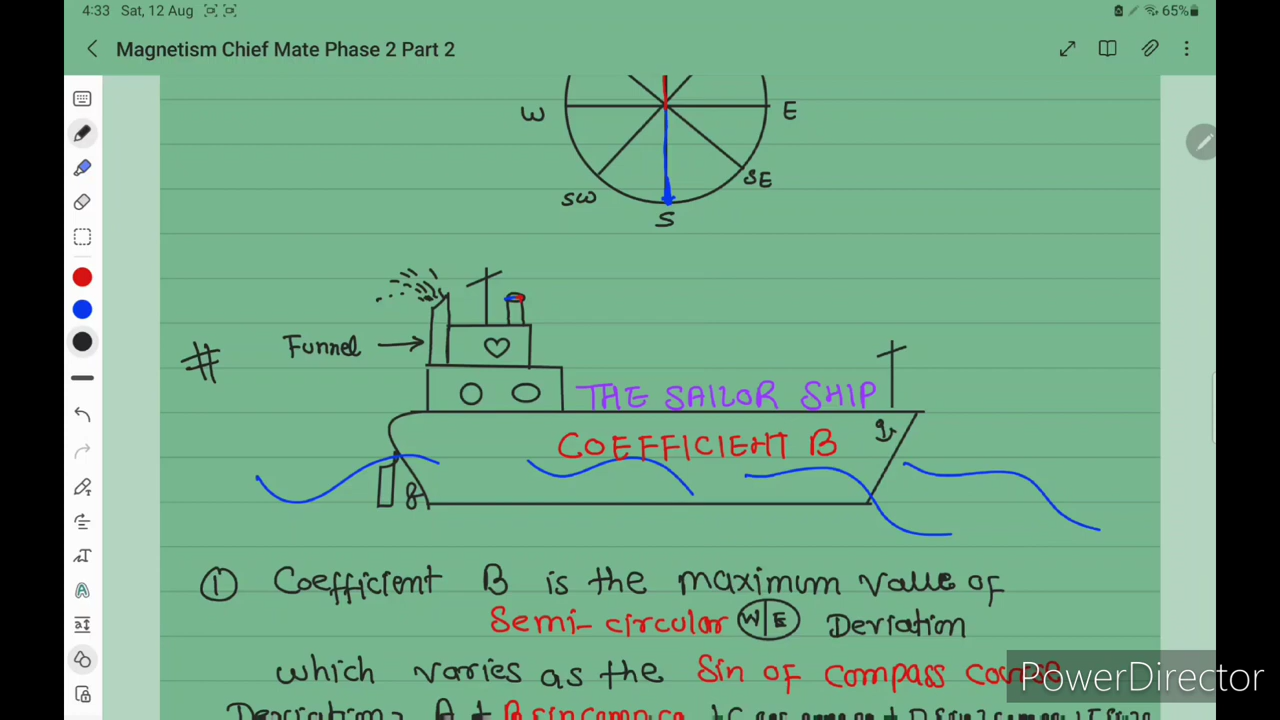 4:33 Sat, 12 Aug 65%
Magnetism Chief Mate Phase 2 Part 2
W E
SW SE
S
# Funnel →
THE SAILOR SHIP
COEFFICIENT B
① Coefficient B is the maximum value of
Semi-circular W|E Deviation
which varies as the Sin of compass course
PowerDirector